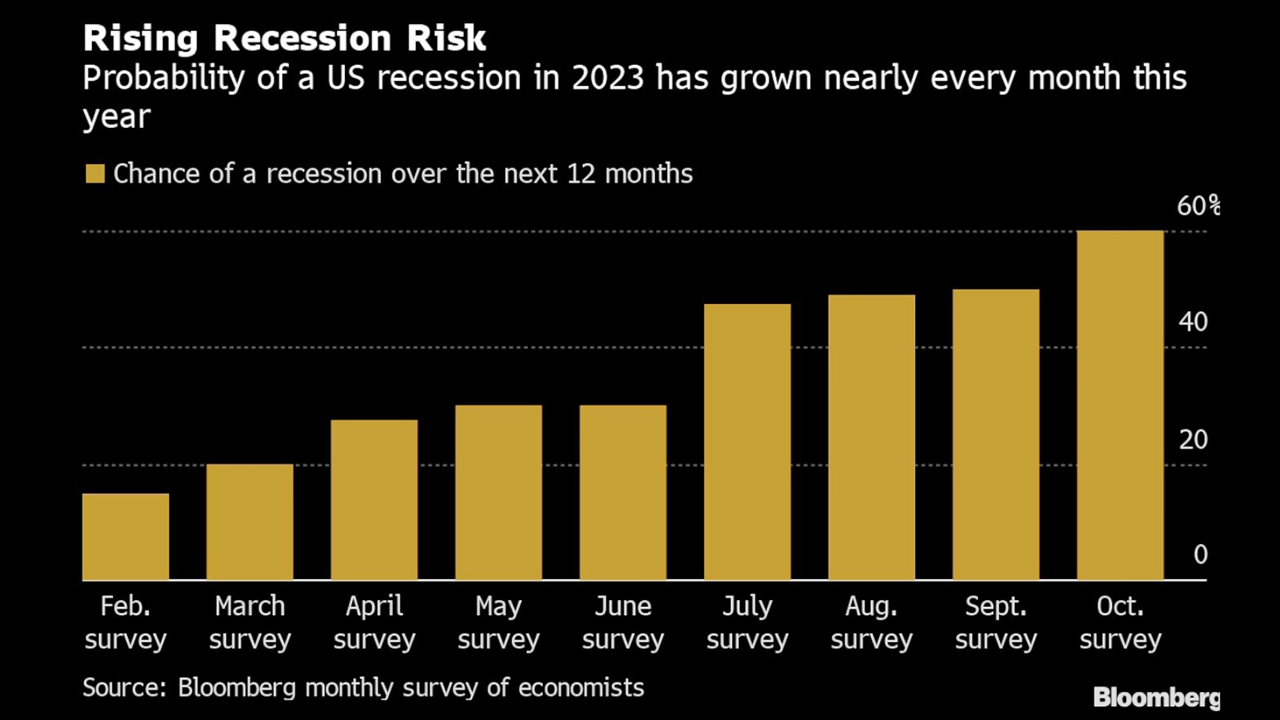 Rising Recession Risk
Probability of a US recession in 2023 has grown nearly every month this
year
Chance of a recession over the next 12 months
60%
40
20
0
Feb. survey
March survey
April survey
May survey
June survey
July survey
Aug. survey
Sept. survey
Oct. survey
Source: Bloomberg monthly survey of economists
Bloomberg